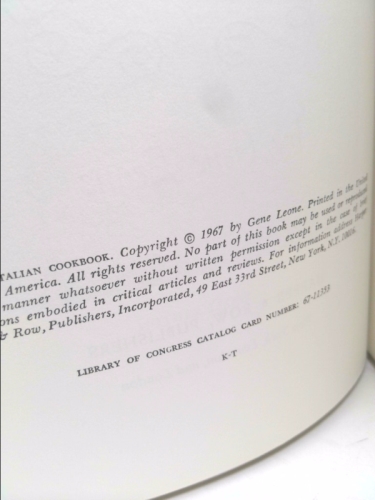 TALIAN COOKBOOK. Copyright © 1967 by Gene Leone. Printed in the United
America. All rights reserved. No part of this book may be used or reproduced
manner whatsoever without written permission except in the case of brief
ons embodied in critical articles and reviews. For information address Harper
& Row, Publishers, Incorporated, 49 East 33rd Street, New York, N.Y. 10016.
LIBRARY OF CONGRESS CATALOG CARD NUMBER: 67-11353
K-T